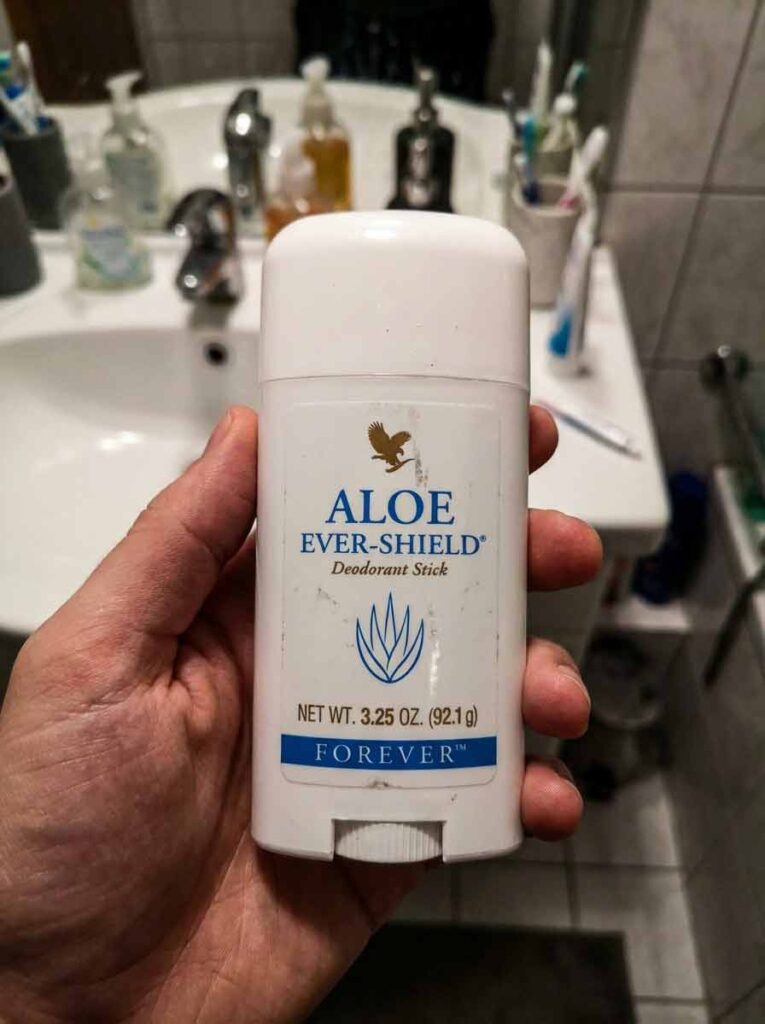 ALOE
EVER-SHIELD®
Deodorant Stick
NET WT. 3.25 OZ. (92.1 g)
FOREVER™